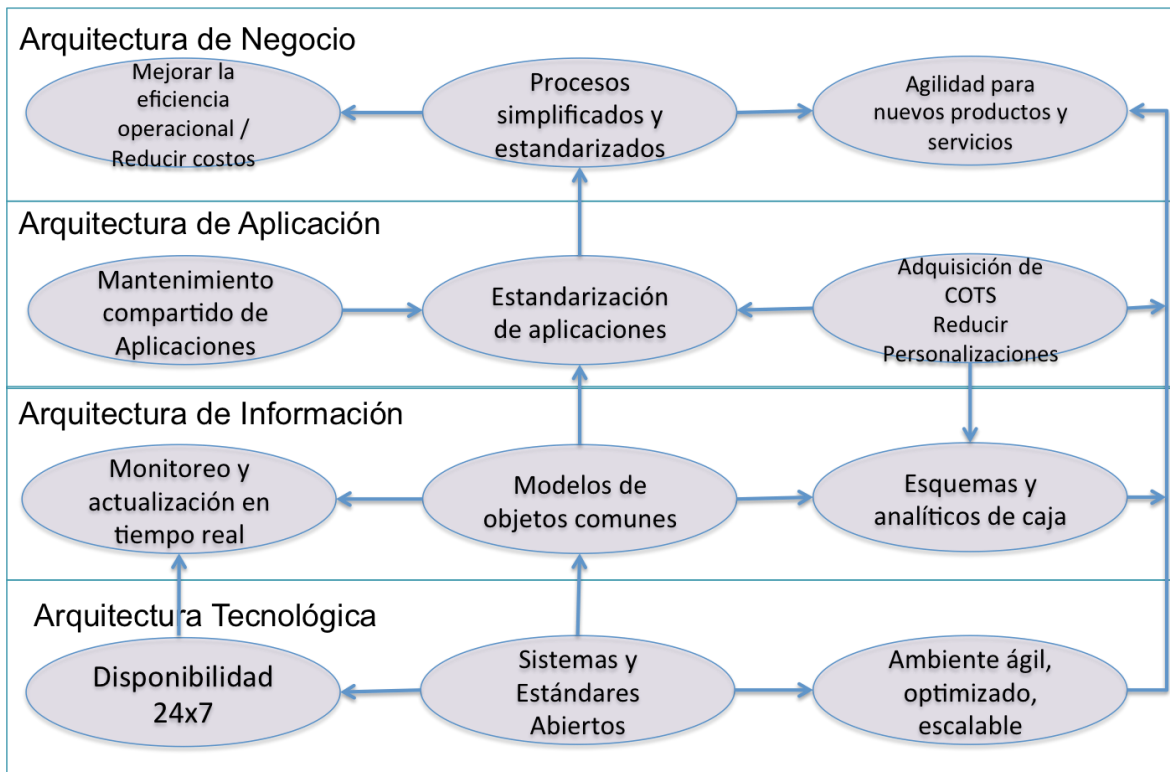 Arquitectura de Negocio
Mejorar la
eficiencia
operacional /
Reducir costos
Procesos
simplificados y
estandarizados
Agilidad para
nuevos productos y
servicios
Arquitectura de Aplicación
Mantenimiento
compartido de
Aplicaciones
Estandarización
de aplicaciones
Adquisición de
COTS
Reducir
Personalizaciones
Arquitectura de Información
Monitoreo y
actualización en
tiempo real
Modelos de
objetos comunes
Esquemas y
analíticos de caja
Arquitectura Tecnológica
Disponibilidad
24x7
Sistemas y
Estándares
Abiertos
Ambiente ágil,
optimizado,
escalable